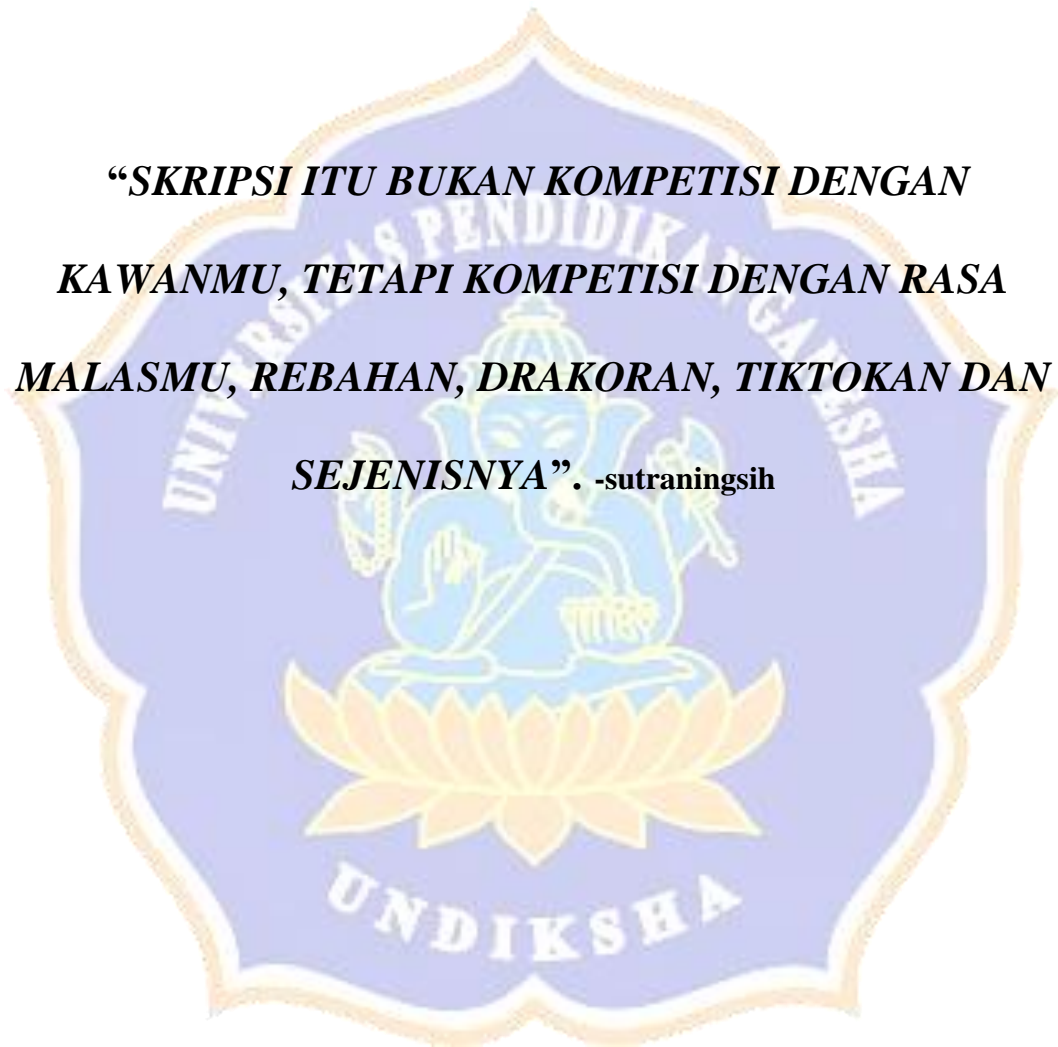 “SKRIPSI ITU BUKAN KOMPETISI DENGAN
KAWANMU, TETAPI KOMPETISI DENGAN RASA
MALASMU, REBAHAN, DRAKORAN, TIKTOKAN DAN
SEJENISNYA”. -sutraningsih
UNIVERSITAS PENDIDIKAN GANESHA
UNDIKSHA